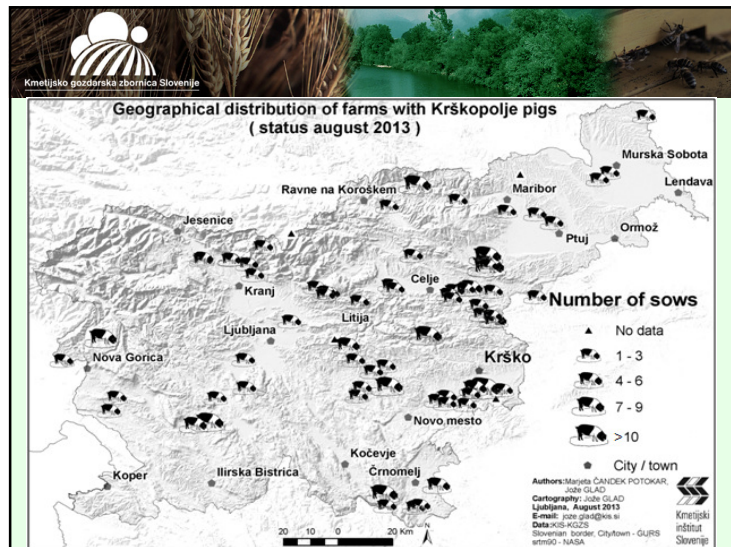 Kmetijsko gozdarska zbornica Slovenije
Geographical distribution of farms with Krškopolje pigs
( status august 2013 )
Murska Sobota
Ravne na Koroškem
Maribor
Lendava
Jesenice
Ptuj
Ormož
Celje
Kranj
Litija
Ljubljana
Nova Gorica
Krško
Novo mesto
Kočevje
Koper
Ilirska Bistrica
Črnomelj
Number of sows
No data
1 - 3
4 - 6
7 - 9
>10
City / town
Authors:Marjeta ČANDEK POTOKAR,
Jože GLAD
Cartography: Jože GLAD
Ljubljana, August 2013
E-mail: joze.glad@kis.si
Data:KIS-KGZS
Slovenian border, City/town - GURS
srtm90 - NASA
Kmetijski
inštitut
Slovenije
20 10 0 20 Km
N